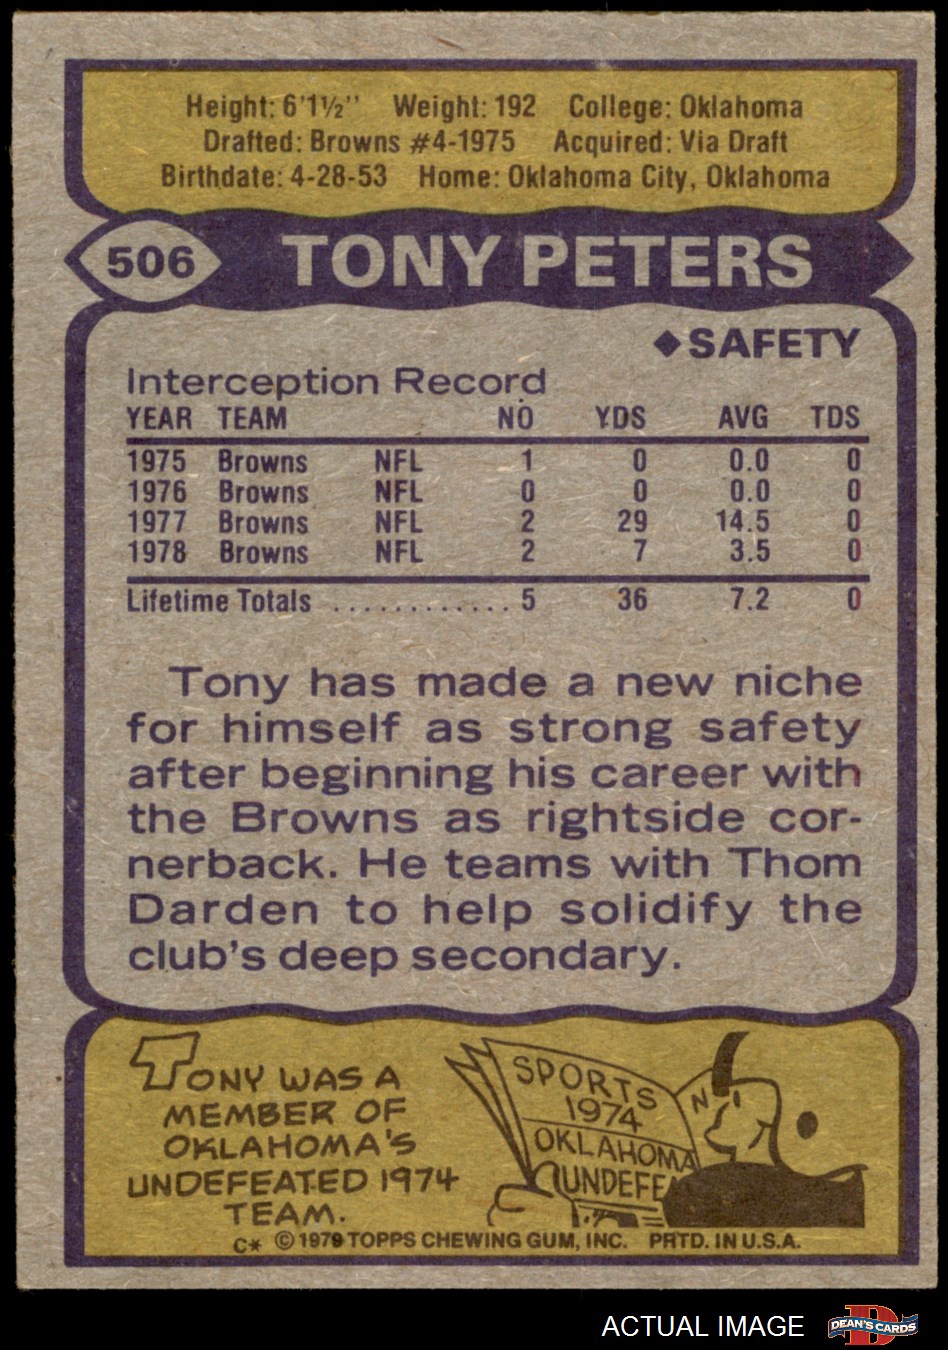 Height: 6'1½'' Weight: 192 College: Oklahoma
Drafted: Browns #4-1975 Acquired: Via Draft
Birthdate: 4-28-53 Home: Oklahoma City, Oklahoma
506 TONY PETERS
◆SAFETY
Interception Record
YEAR TEAM NO YDS AVG TDS
1975 Browns NFL 1 0 0.0 0
1976 Browns NFL 0 0 0.0 0
1977 Browns NFL 2 29 14.5 0
1978 Browns NFL 2 7 3.5 0
Lifetime Totals ............ 5 36 7.2 0
Tony has made a new niche
for himself as strong safety
after beginning his career with
the Browns as rightside cor-
nerback. He teams with Thom
Darden to help solidify the
club's deep secondary.
TONY WAS A
MEMBER OF
OKLAHOMA'S
UNDEFEATED 1974
TEAM.
SPORTS
1974
OKLAHOMA
UNDEFEA
N
C* © 1979 TOPPS CHEWING GUM, INC. PRTD. IN U.S.A.
ACTUAL IMAGE
D
DEAN'S CARDS